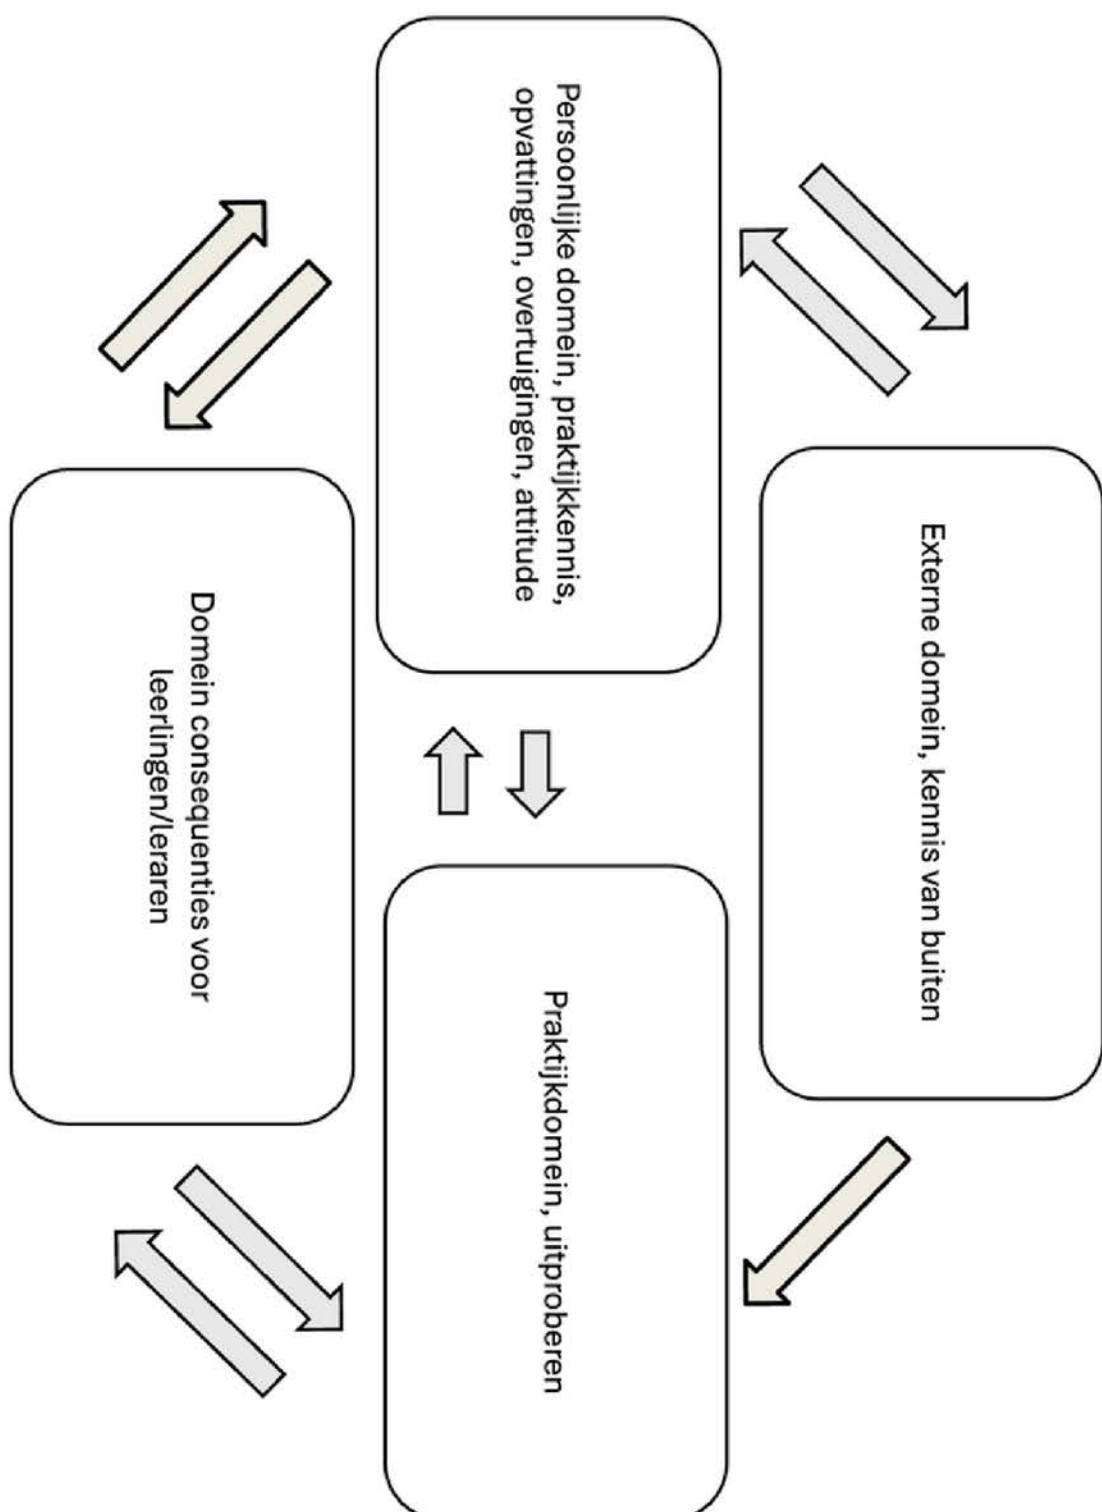 Externe domein, kennis van buiten
Persoonlijke domein, praktijkkennis,
opvattingen, overtuigingen, attitude
Praktijkdomein, uitproberen
Domein consequenties voor
leerlingen/leraren